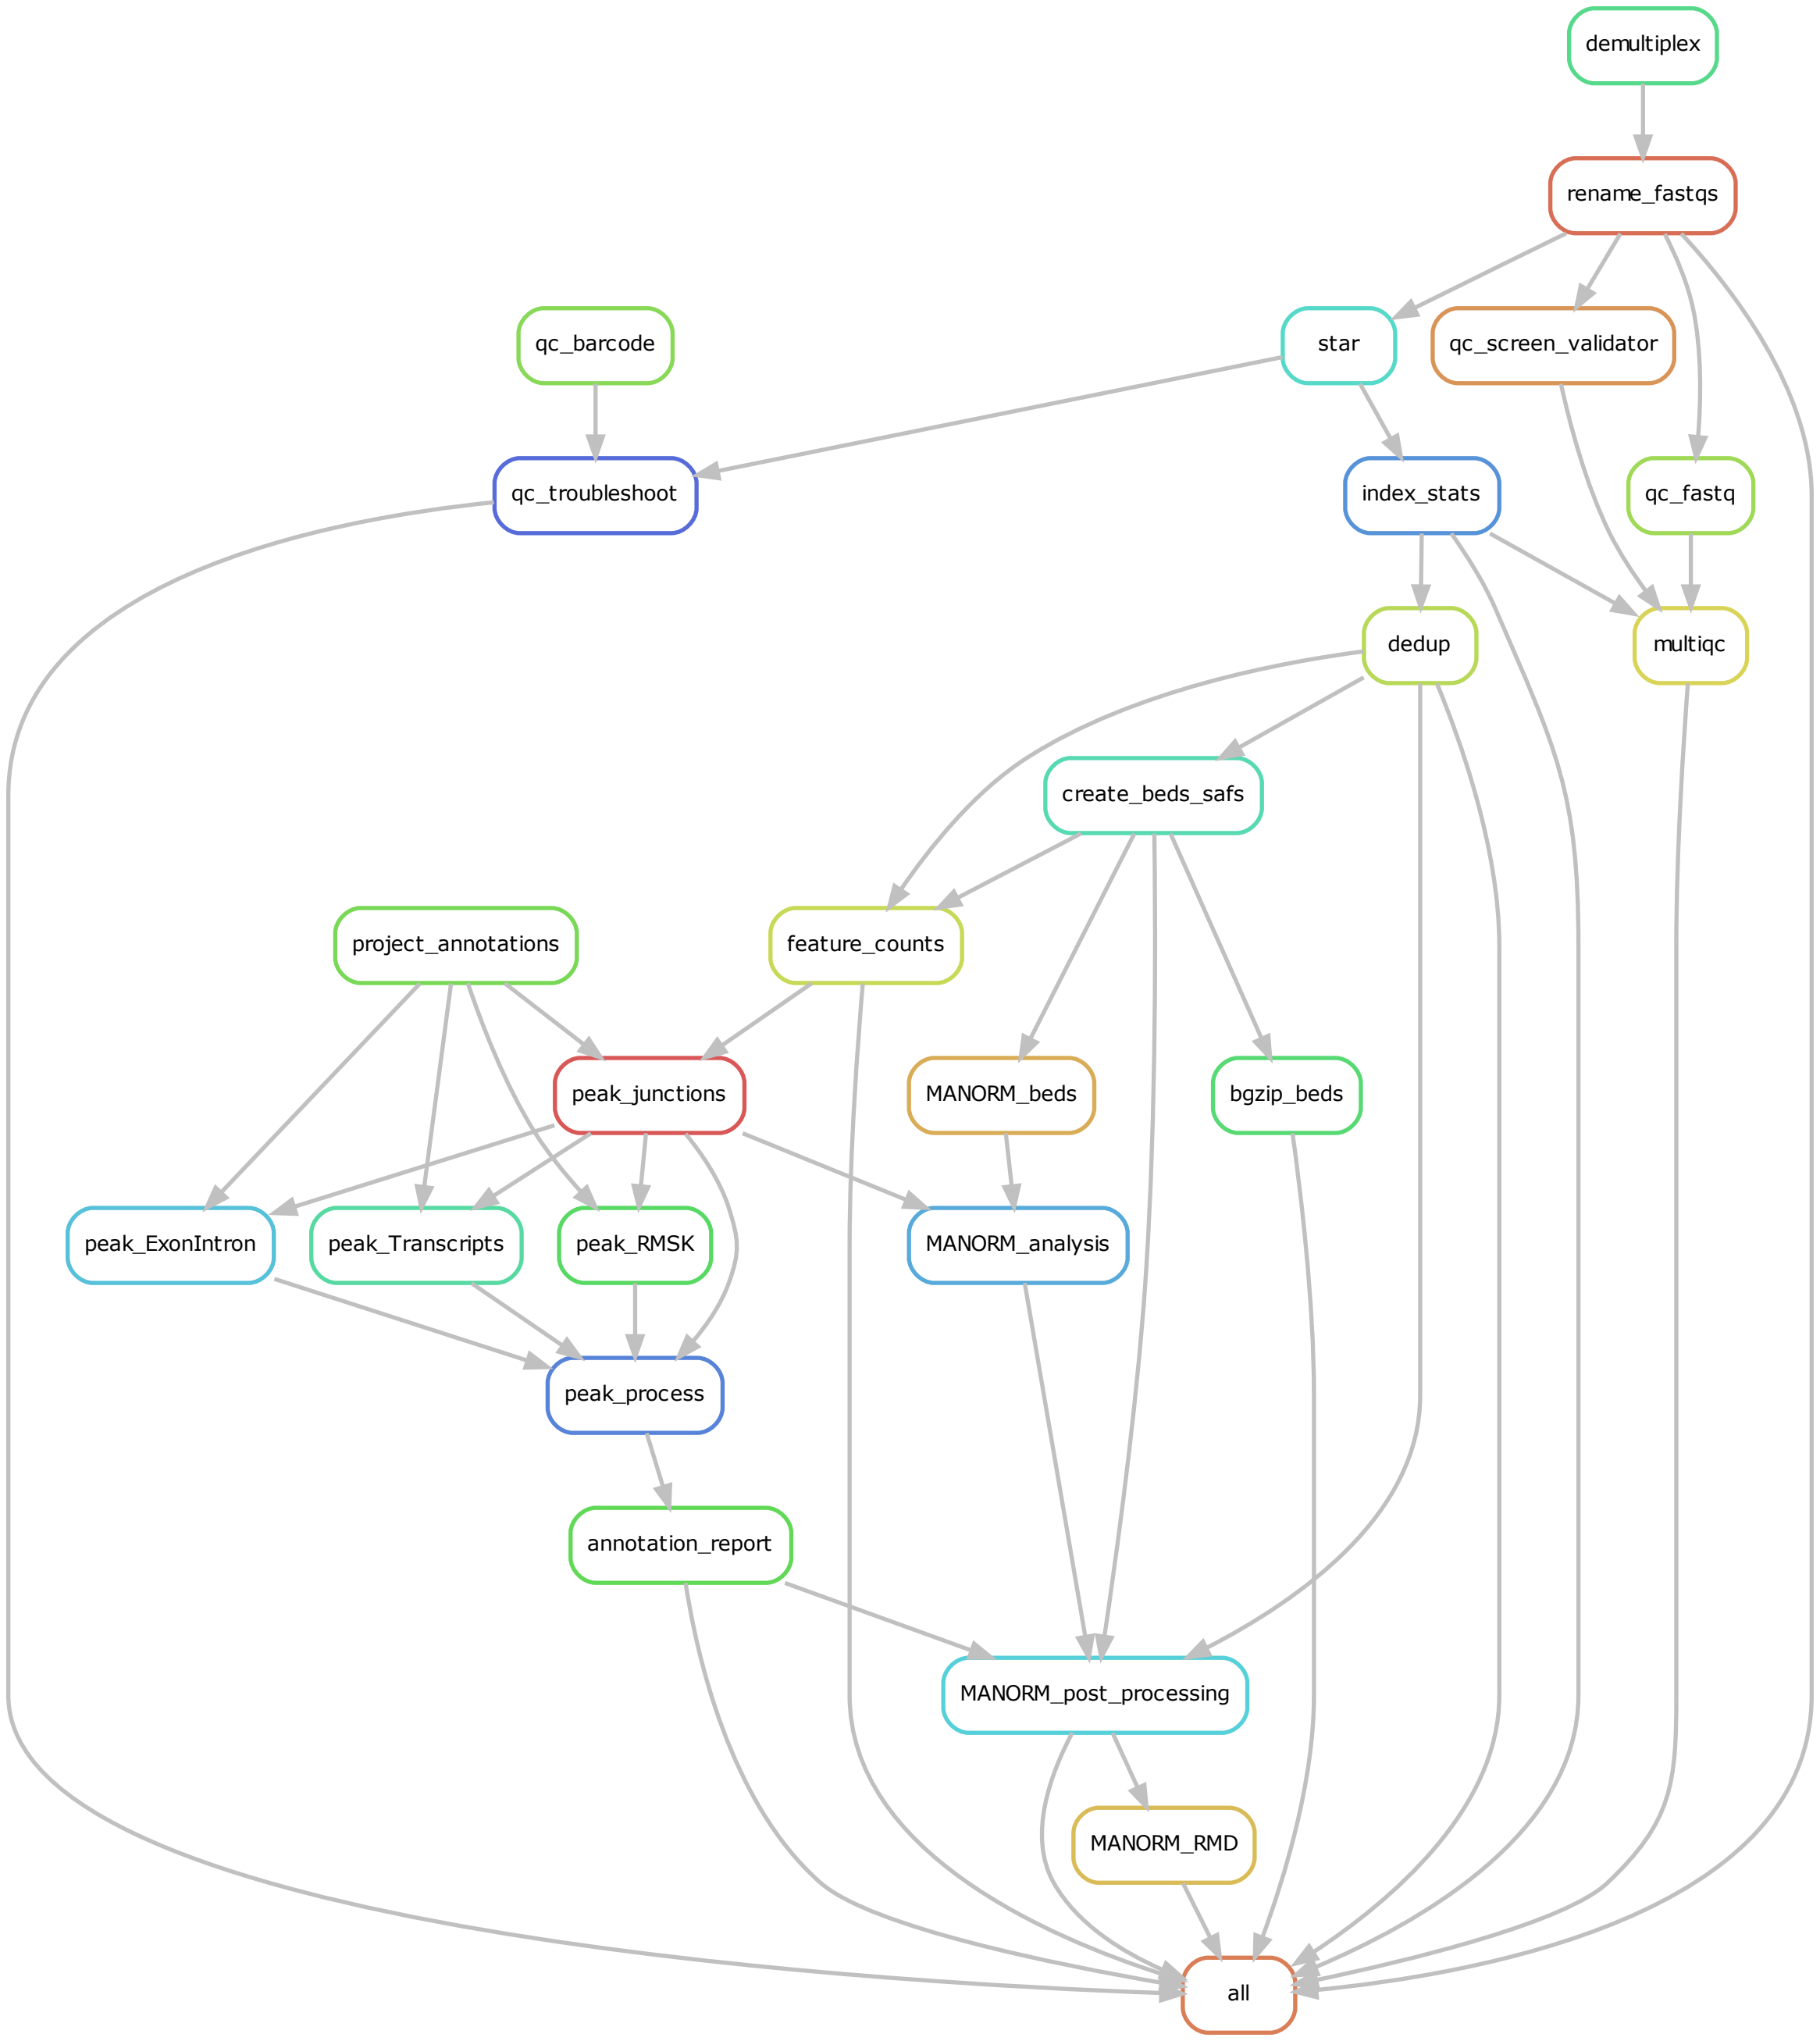 demultiplex
rename_fastqs
qc_barcode
star
qc_screen_validator
qc_troubleshoot
index_stats
qc_fastq
dedup
multiqc
create_beds_safs
project_annotations
feature_counts
peak_junctions
MANORM_beds
bgzip_beds
peak_ExonIntron
peak_Transcripts
peak_RMSK
MANORM_analysis
peak_process
annotation_report
MANORM_post_processing
MANORM_RMD
all